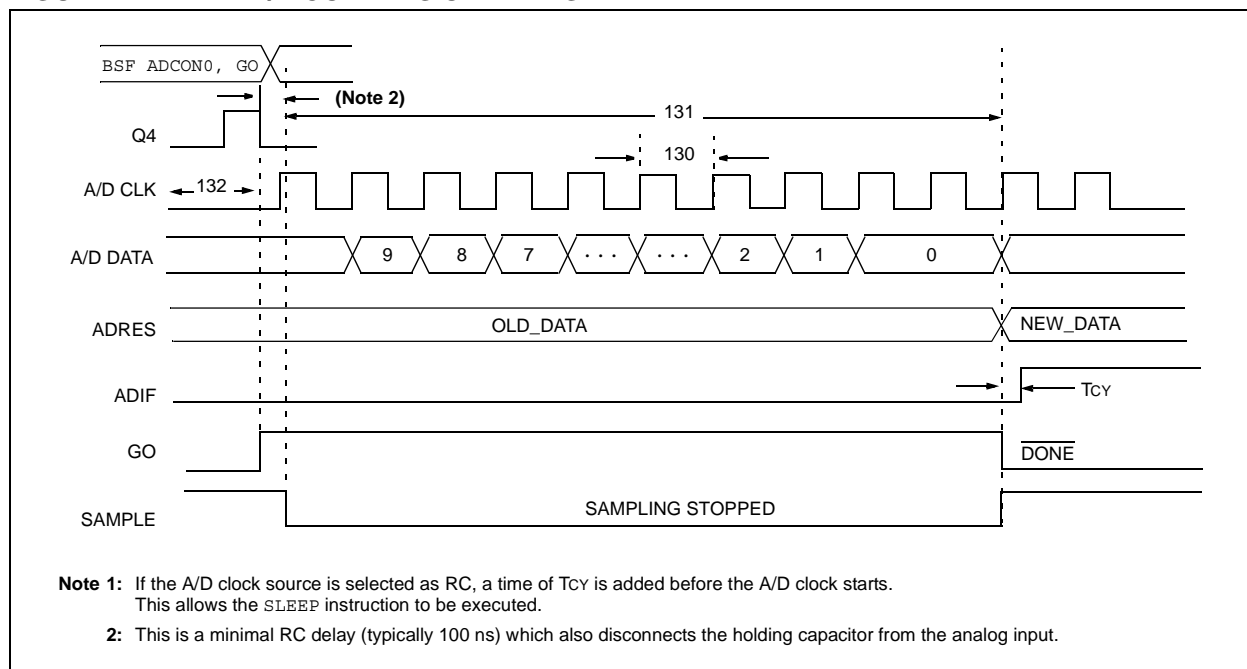 BSF ADCON0, GO
(Note 2)
131
Q4
130
A/D CLK
132
A/D DATA
9 8 7 · · · · · · 2 1 0
ADRES
OLD_DATA
NEW_DATA
ADIF
TCY
GO
DONE
SAMPLE
SAMPLING STOPPED
Note 1: If the A/D clock source is selected as RC, a time of TCY is added before the A/D clock starts.
This allows the SLEEP instruction to be executed.
2: This is a minimal RC delay (typically 100 ns) which also disconnects the holding capacitor from the analog input.